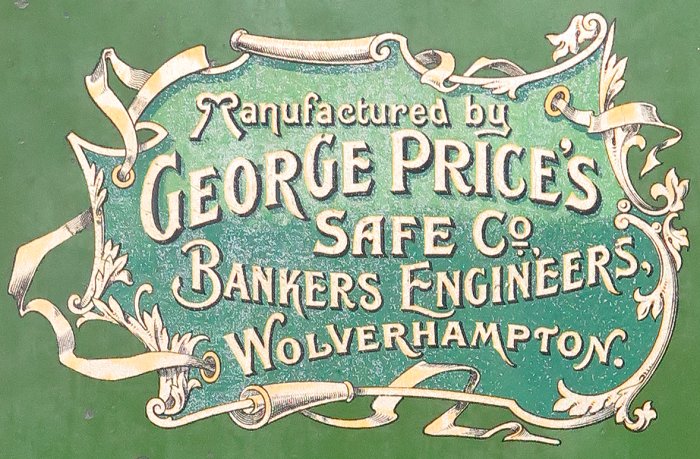 Manufactured by
GEORGE PRICE'S
SAFE Co.,
BANKERS ENGINEERS,
WOLVERHAMPTON.